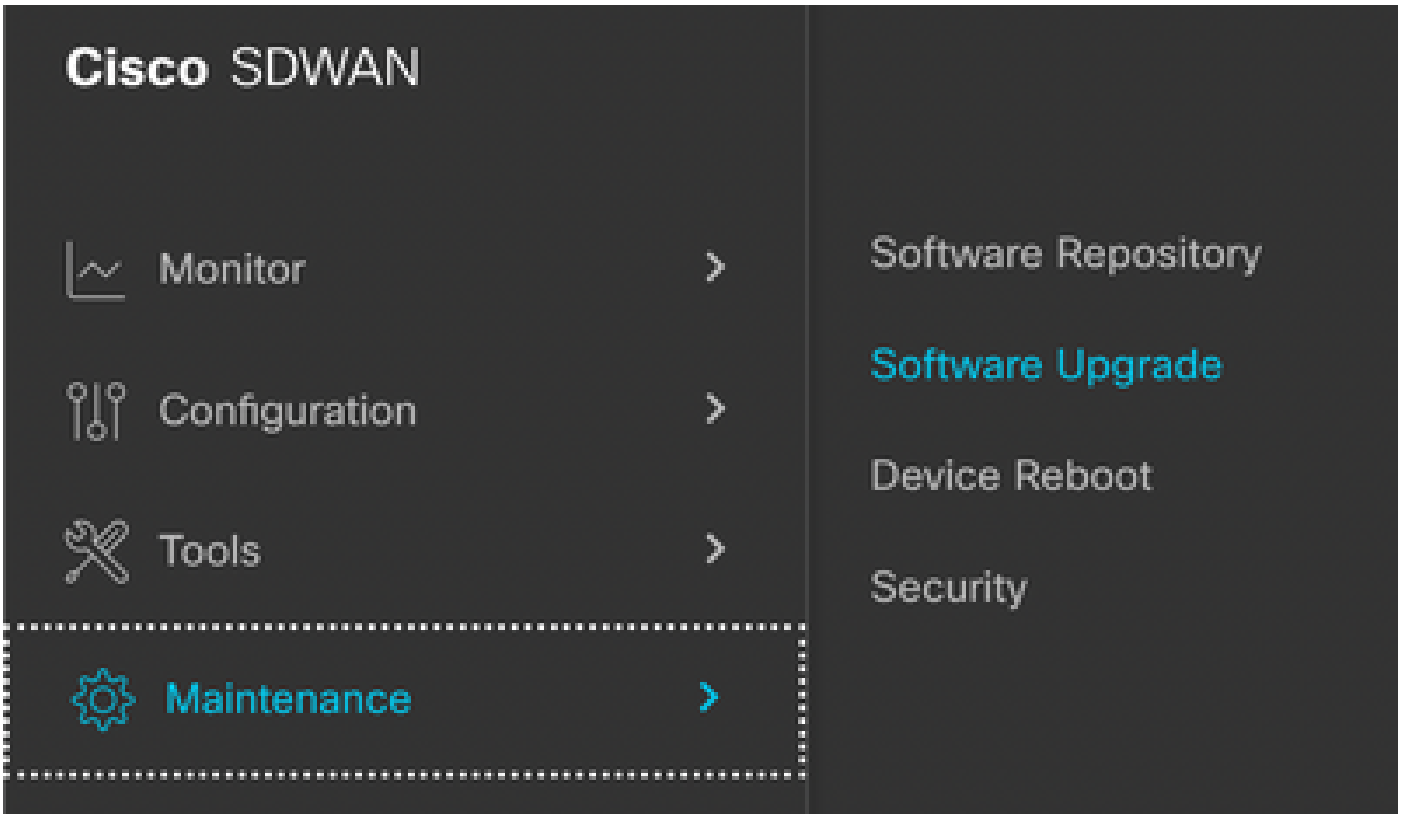 Cisco SDWAN
Monitor
Configuration
Tools
Maintenance
Software Repository
Software Upgrade
Device Reboot
Security